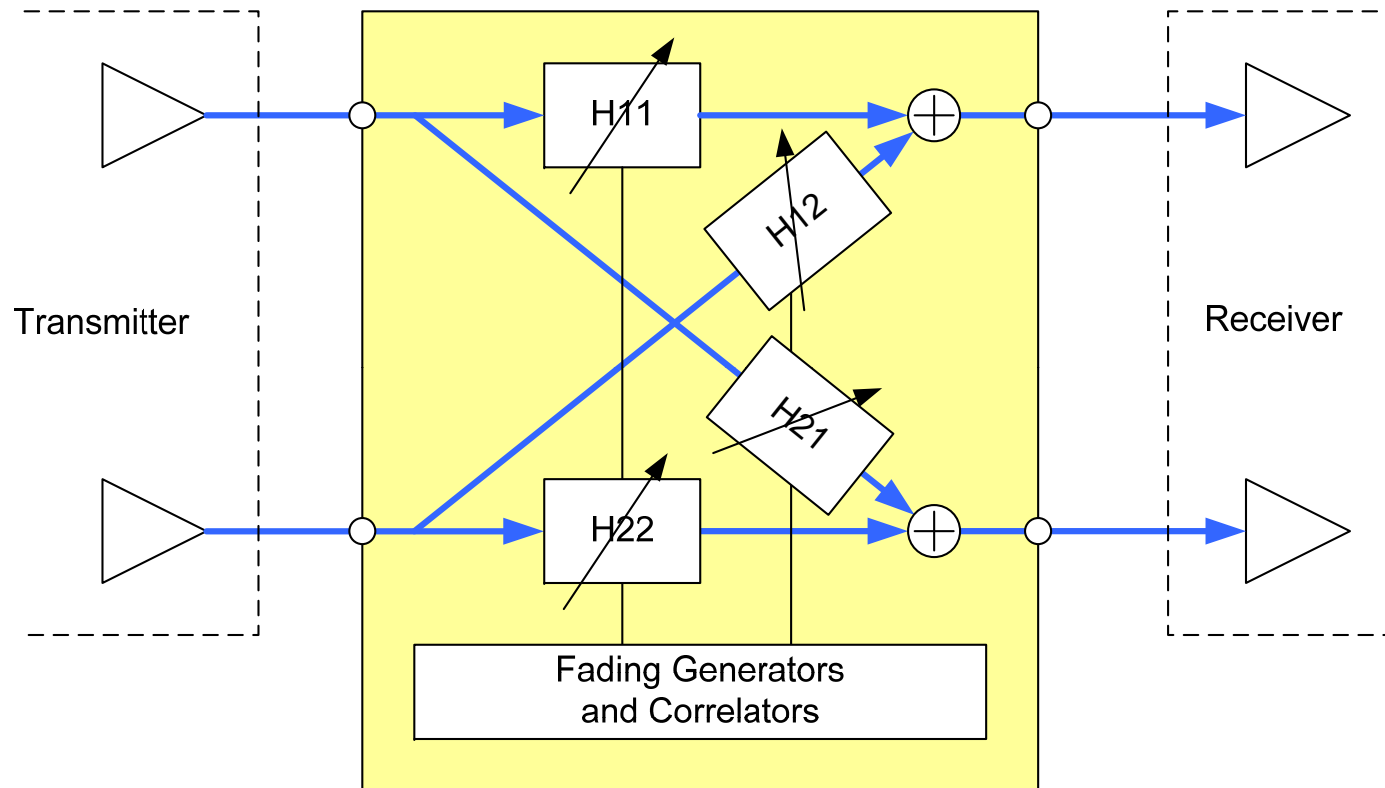 H11
H12
Transmitter
Receiver
H21
H22
Fading Generators
and Correlators